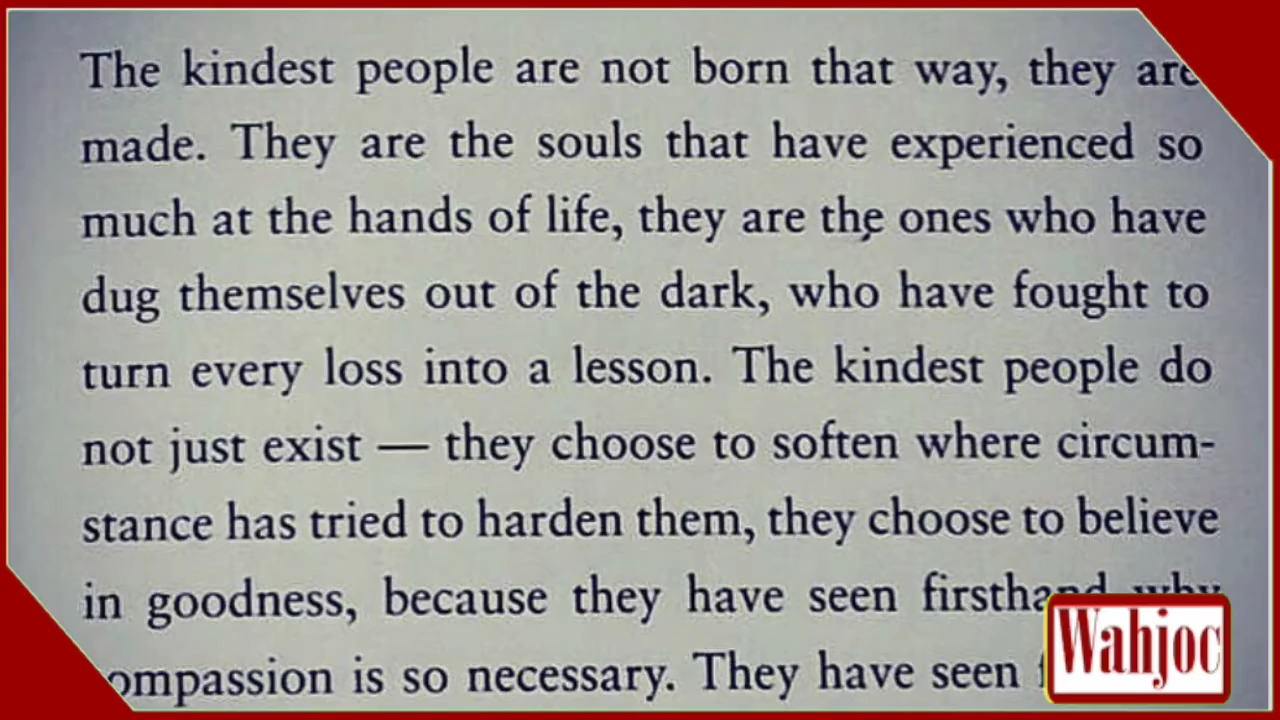 The kindest people are not born that way, they are
made. They are the souls that have experienced so
much at the hands of life, they are the ones who have
dug themselves out of the dark, who have fought to
turn every loss into a lesson. The kindest people do
not just exist — they choose to soften where circum-
stance has tried to harden them, they choose to believe
in goodness, because they have seen firsthand why
compassion is so necessary. They have seen
Wahjoc